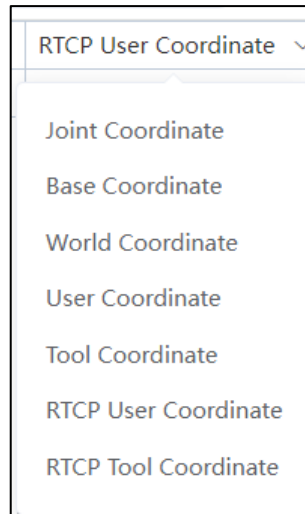 RTCP User Coordinate
Joint Coordinate
Base Coordinate
World Coordinate
User Coordinate
Tool Coordinate
RTCP User Coordinate
RTCP Tool Coordinate